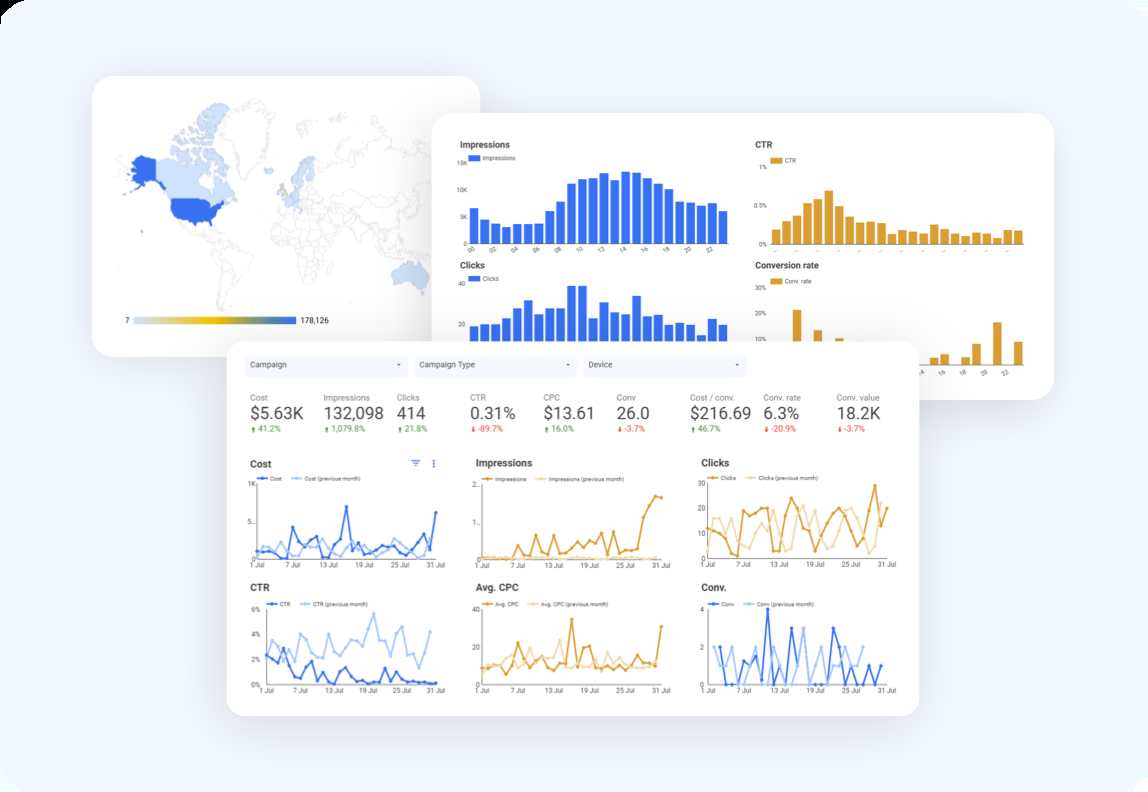 7 178,126
Impressions
Impressions
15K
10K
5K
0
00 02 04 06 08 10 12 14 16 18 20 22
CTR
CTR
1%
0.5%
0%
Clicks
Clicks
40
20
Conversion rate
Conv. rate
30%
20%
10%
16 18 20 22
Campaign Campaign Type Device
Cost Impressions Clicks CTR CPC Conv Cost / conv. Conv. rate Conv. value
$5.63K 132,098 414 0.31% $13.61 26.0 $216.69 6.3% 18.2K
41.2% 1,079.8% 21.8% -89.7% 16.0% -3.7% 46.7% -20.9% -3.7%
Cost
Cost Cost (previous month)
1K
5...
0
1 Jul 7 Jul 13 Jul 19 Jul 25 Jul 31 Jul
Impressions
Impressions Impressions (previous month)
2...
1...
0
1 Jul 7 Jul 13 Jul 19 Jul 25 Jul 31 Jul
Clicks
Clicks Clicks (previous month)
30
20
10
0
1 Jul 7 Jul 13 Jul 19 Jul 25 Jul 31 Jul
CTR
CTR CTR (previous month)
6%
4%
2%
0%
1 Jul 7 Jul 13 Jul 19 Jul 25 Jul 31 Jul
Avg. CPC
Avg. CPC Avg. CPC (previous month)
40
20
0
1 Jul 7 Jul 13 Jul 19 Jul 25 Jul 31 Jul
Conv.
Conv Conv (previous month)
4
2
0
1 Jul 7 Jul 13 Jul 19 Jul 25 Jul 31 Jul